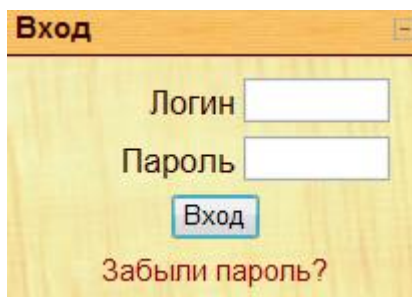 Вход
Логин
Пароль
Вход
Забыли пароль?